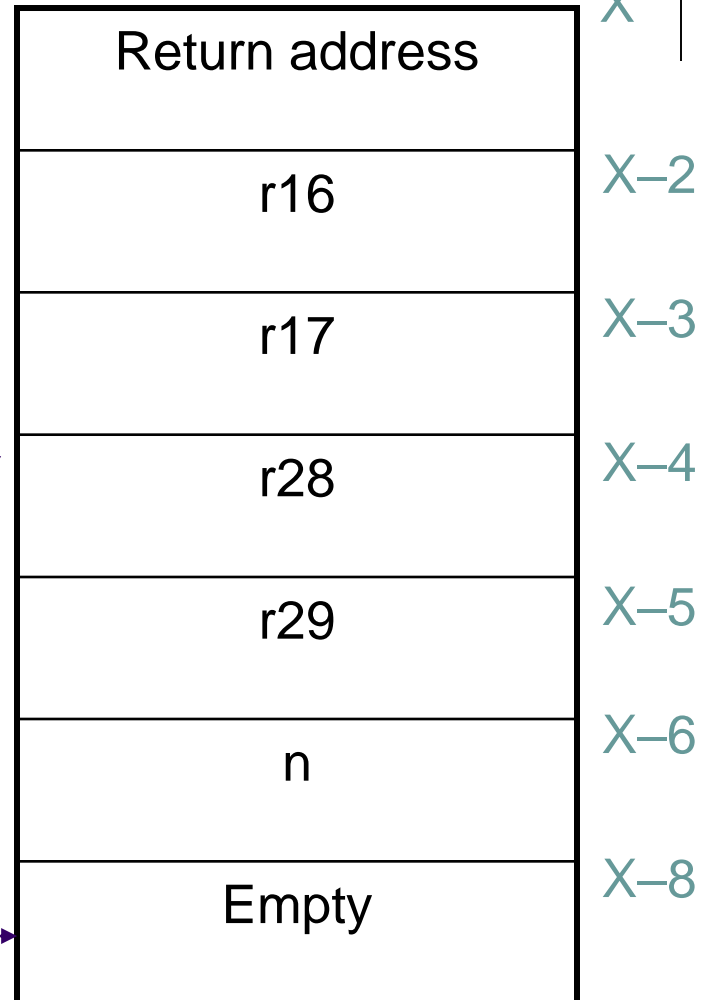 X
Return address
X–2
r16
X–3
r17
X–4
r28
X–5
r29
X–6
n
X–8
Empty